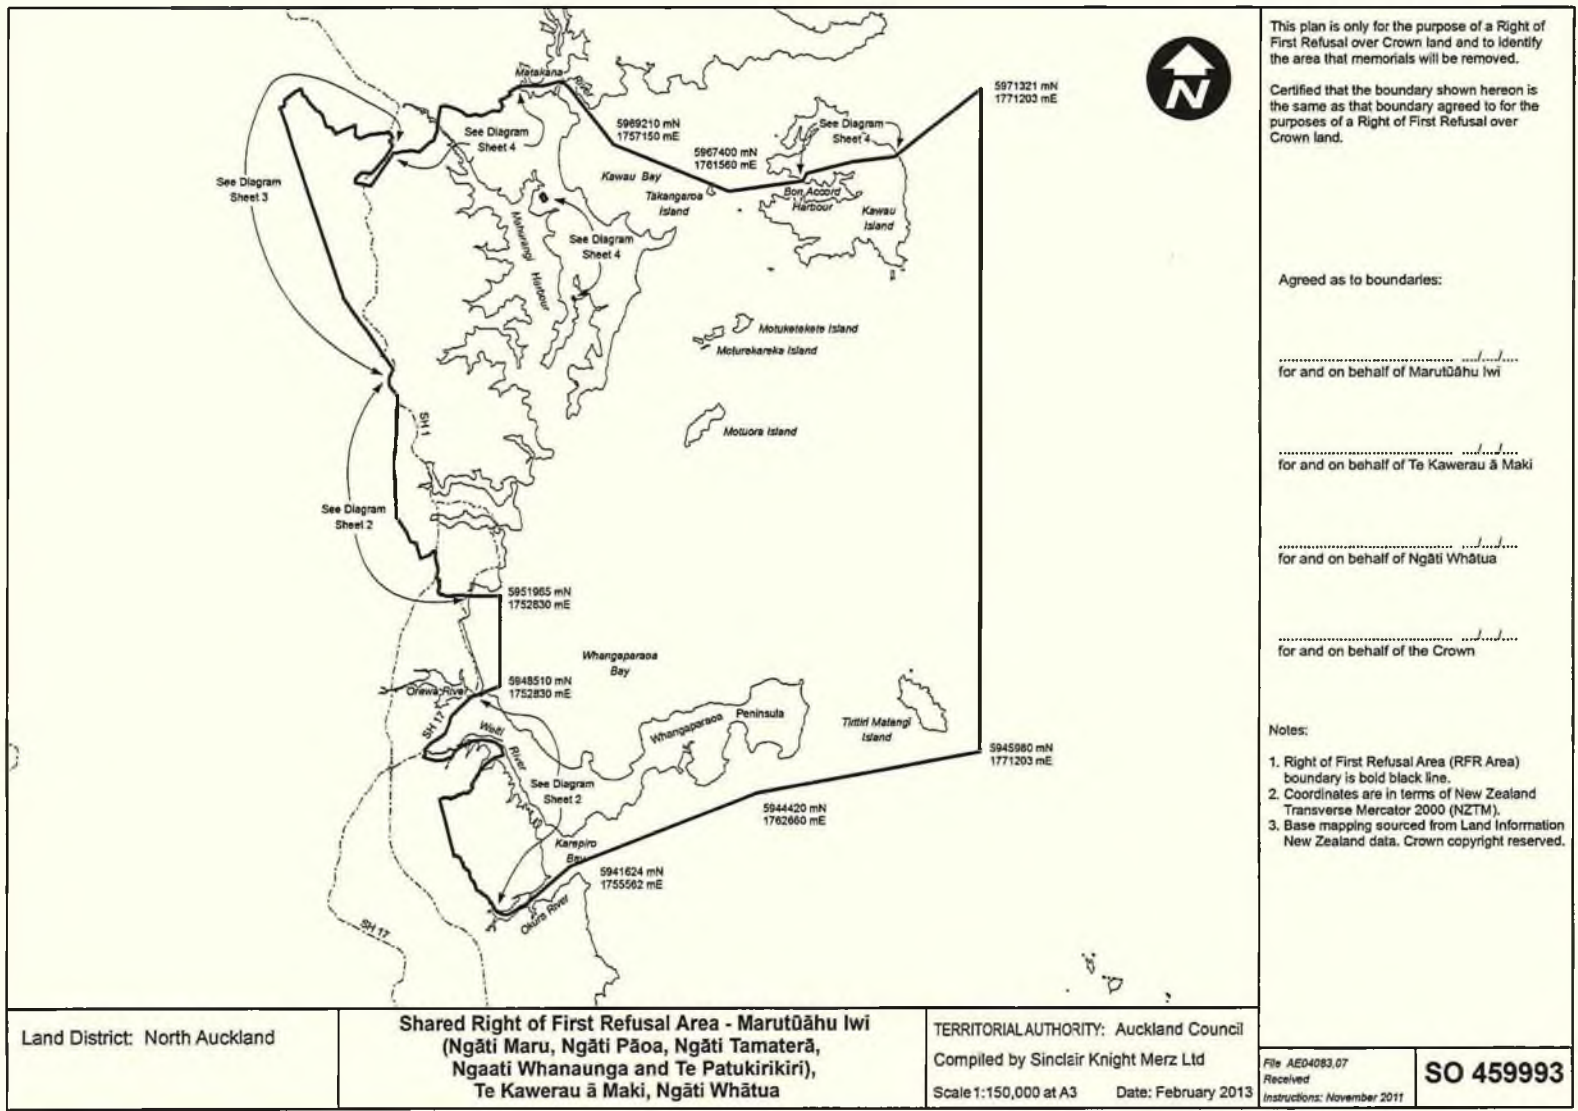 Matakana
River
5971321 mN
1771203 mE
N
5969210 mN
1757150 mE
See Diagram
Sheet 4
See Diagram
Sheet 4
5967400 mN
1761560 mE
Kawau Bay
Takangaroa
Island
Bon Accord
Harbour
Kawau
Island
See Diagram
Sheet 3
Mahurangi Harbour
See Diagram
Sheet 4
Motuketekete Island
Moturekareka Island
SH 1
Motuora Island
See Diagram
Sheet 2
5951965 mN
1752830 mE
Whangaparaoa
Bay
5948510 mN
1752830 mE
Orewa River
SH 17
Weiti River
Whangaparaoa Peninsula
Tiritiri Matangi
Island
5945980 mN
1771203 mE
See Diagram
Sheet 2
5944420 mN
1762660 mE
Karepiro
Bay
5941624 mN
1755562 mE
Okura River
SH 17
This plan is only for the purpose of a Right of
First Refusal over Crown land and to identify
the area that memorials will be removed.
Certified that the boundary shown hereon is
the same as that boundary agreed to for the
purposes of a Right of First Refusal over
Crown land.
Agreed as to boundaries:
.................................................. ..../..../....
for and on behalf of Marutūāhu Iwi
.................................................. ..../..../....
for and on behalf of Te Kawerau ā Maki
.................................................. ..../..../....
for and on behalf of Ngāti Whātua
.................................................. ..../..../....
for and on behalf of the Crown
Notes:
1. Right of First Refusal Area (RFR Area)
boundary is bold black line.
2. Coordinates are in terms of New Zealand
Transverse Mercator 2000 (NZTM).
3. Base mapping sourced from Land Information
New Zealand data. Crown copyright reserved.
Land District: North Auckland
Shared Right of First Refusal Area - Marutūāhu Iwi
(Ngāti Maru, Ngāti Pāoa, Ngāti Tamaterā,
Ngaati Whanaunga and Te Patukirikiri),
Te Kawerau ā Maki, Ngāti Whātua
TERRITORIAL AUTHORITY: Auckland Council
Compiled by Sinclair Knight Merz Ltd
Scale 1:150,000 at A3 Date: February 2013
File AE04083.07
Received
Instructions: November 2011
SO 459993